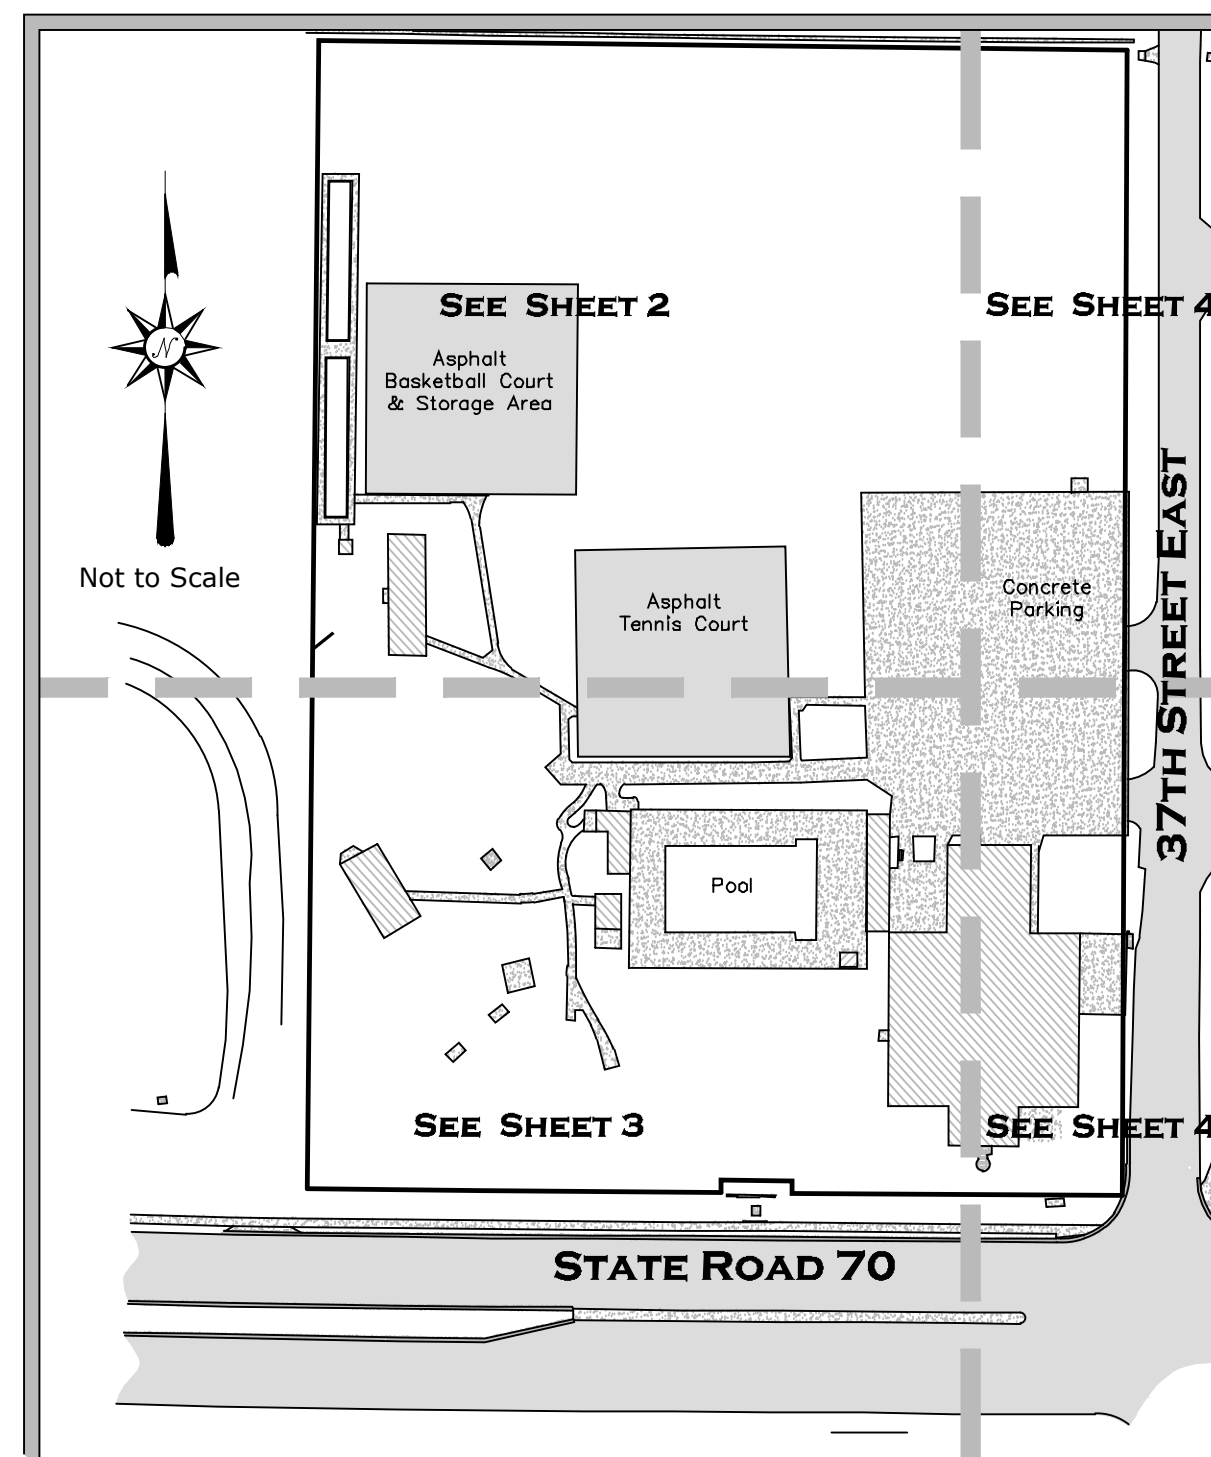 See Sheet 2
See Sheet 4
Asphalt
Basketball Court
& Storage Area
N
Not to Scale
Asphalt
Tennis Court
Concrete
Parking
37th Street East
Pool
See Sheet 3
See Sheet 4
State Road 70